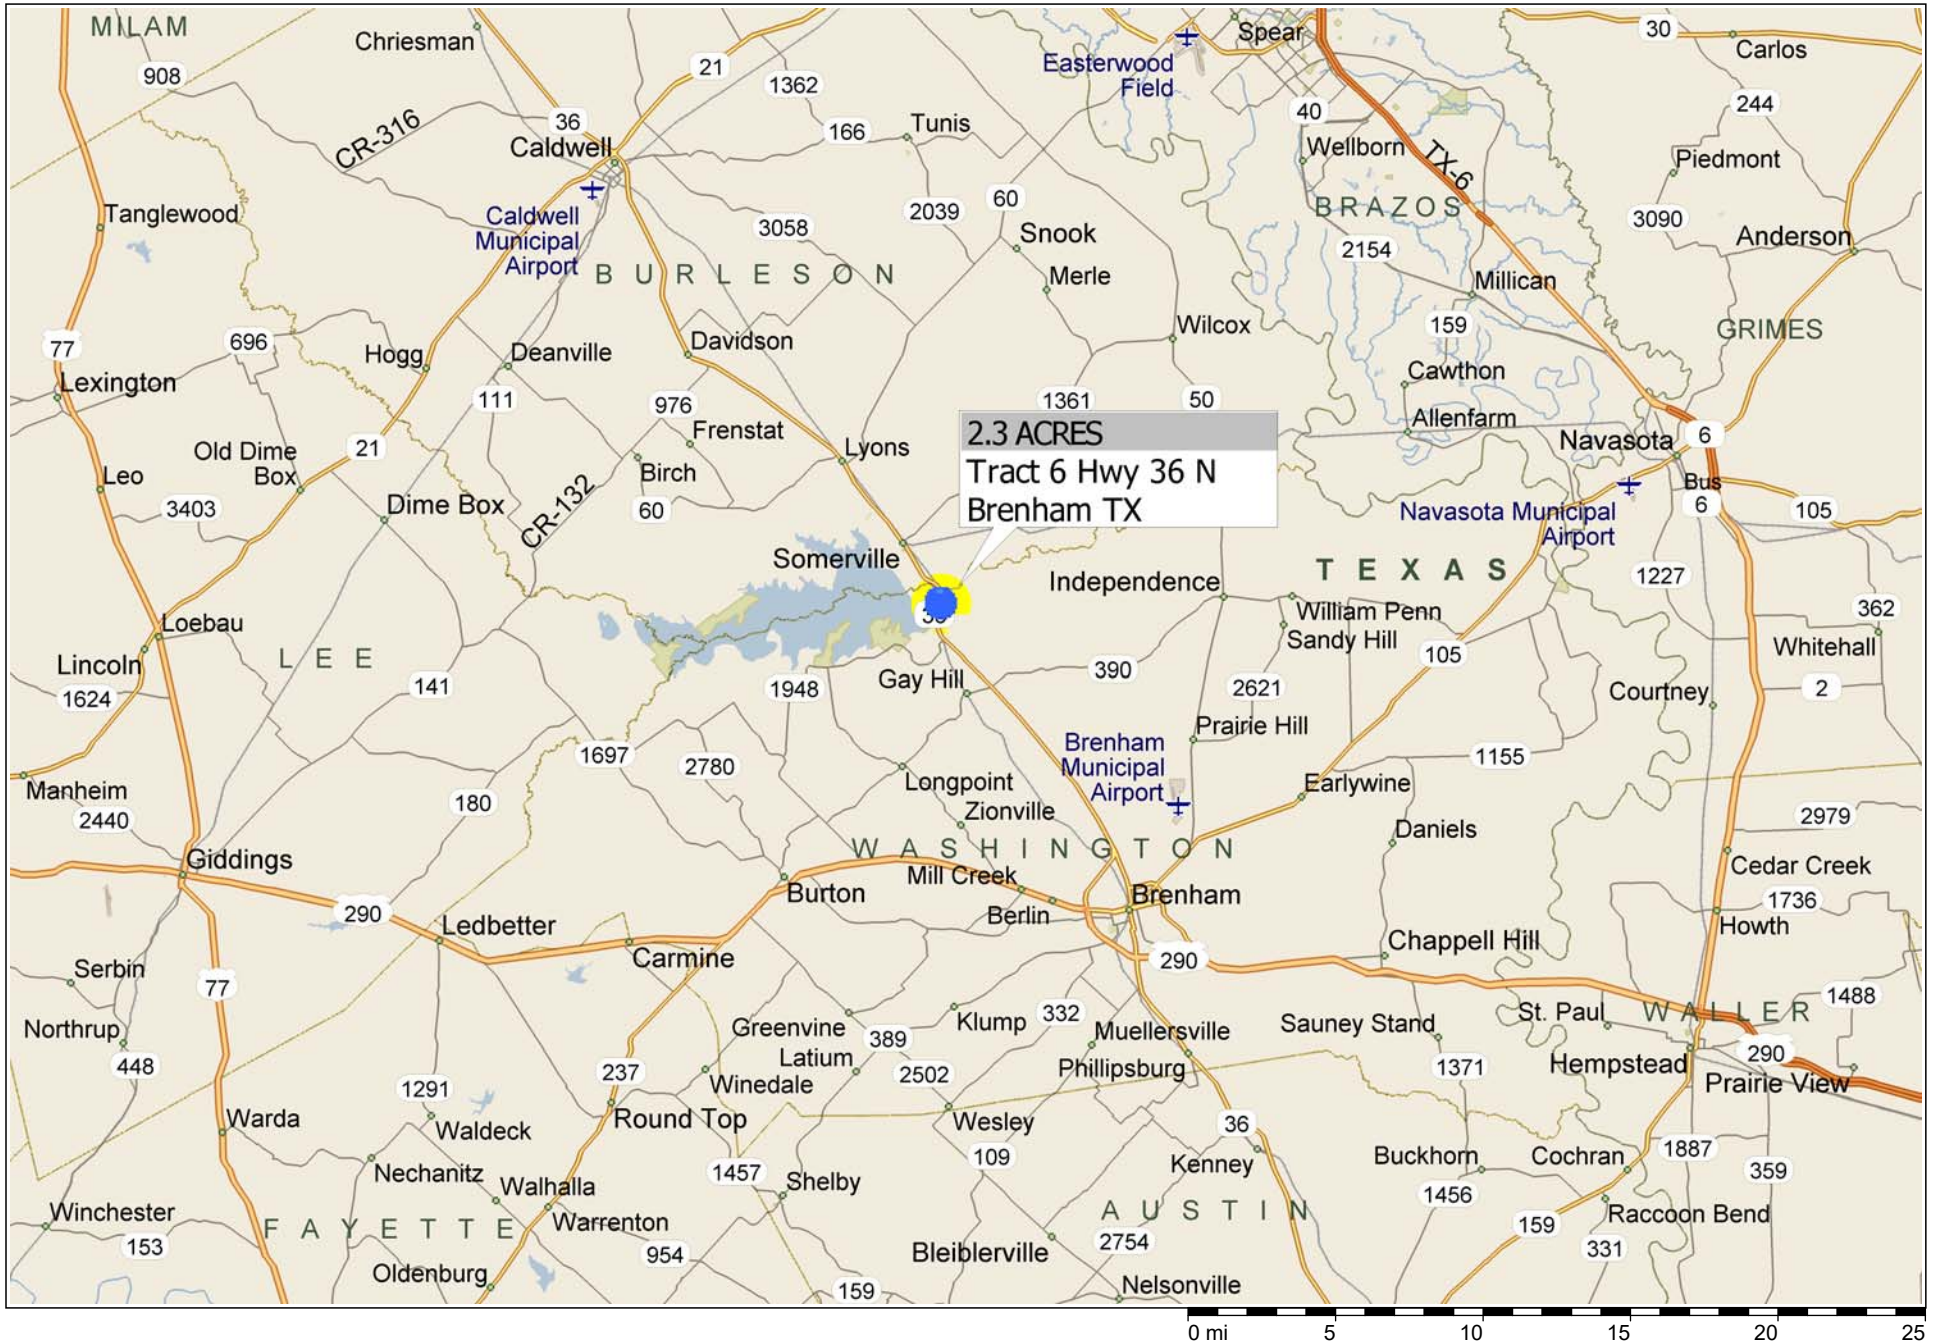 MILAM
Chriesman
Spear
30
Carlos
Easterwood
Field
908
21
1362
244
CR-316
36
166
Tunis
40
Wellborn
TX-6
Piedmont
Caldwell
60
2039
BRAZOS
3090
Tanglewood
Caldwell
Municipal
Airport
3058
Snook
2154
Anderson
BURLESON
Merle
Millican
77
696
Hogg
Deanville
Davidson
Wilcox
159
GRIMES
Lexington
111
976
1361
50
Cawthon
Frenstat
2.3 ACRES
Tract 6 Hwy 36 N
Brenham TX
Allenfarm
Navasota
6
Old Dime
Box
21
Lyons
Leo
Birch
Bus
6
3403
Dime Box
CR-132
60
Navasota Municipal
Airport
105
Somerville
Independence
TEXAS
1227
William Penn
362
Loebau
Sandy Hill
Whitehall
Lincoln
LEE
105
1624
141
1948
Gay Hill
390
2621
Courtney
2
Prairie Hill
1697
2780
Brenham
Municipal
Airport
1155
Manheim
2440
180
Longpoint
Earlywine
Zionville
2979
Daniels
Giddings
WASHINGTON
Mill Creek
Cedar Creek
Burton
Brenham
1736
290
Ledbetter
Berlin
Howth
Carmine
Chappell Hill
290
Serbin
77
1488
Northrup
Greenvine
Klump
332
Muellersville
Sauney Stand
St. Paul
WALLER
389
Latium
290
448
237
Winedale
2502
Phillipsburg
1371
Hempstead
Prairie View
1291
Warda
Waldeck
Round Top
Wesley
36
Nechanitz
1457
109
Kenney
Buckhorn
Cochran
1887
359
Walhalla
Shelby
1456
Winchester
FAYETTE
Warrenton
AUSTIN
159
Raccoon Bend
153
954
Bleiblerville
2754
331
Oldenburg
159
Nelsonville
0 mi 5 10 15 20 25